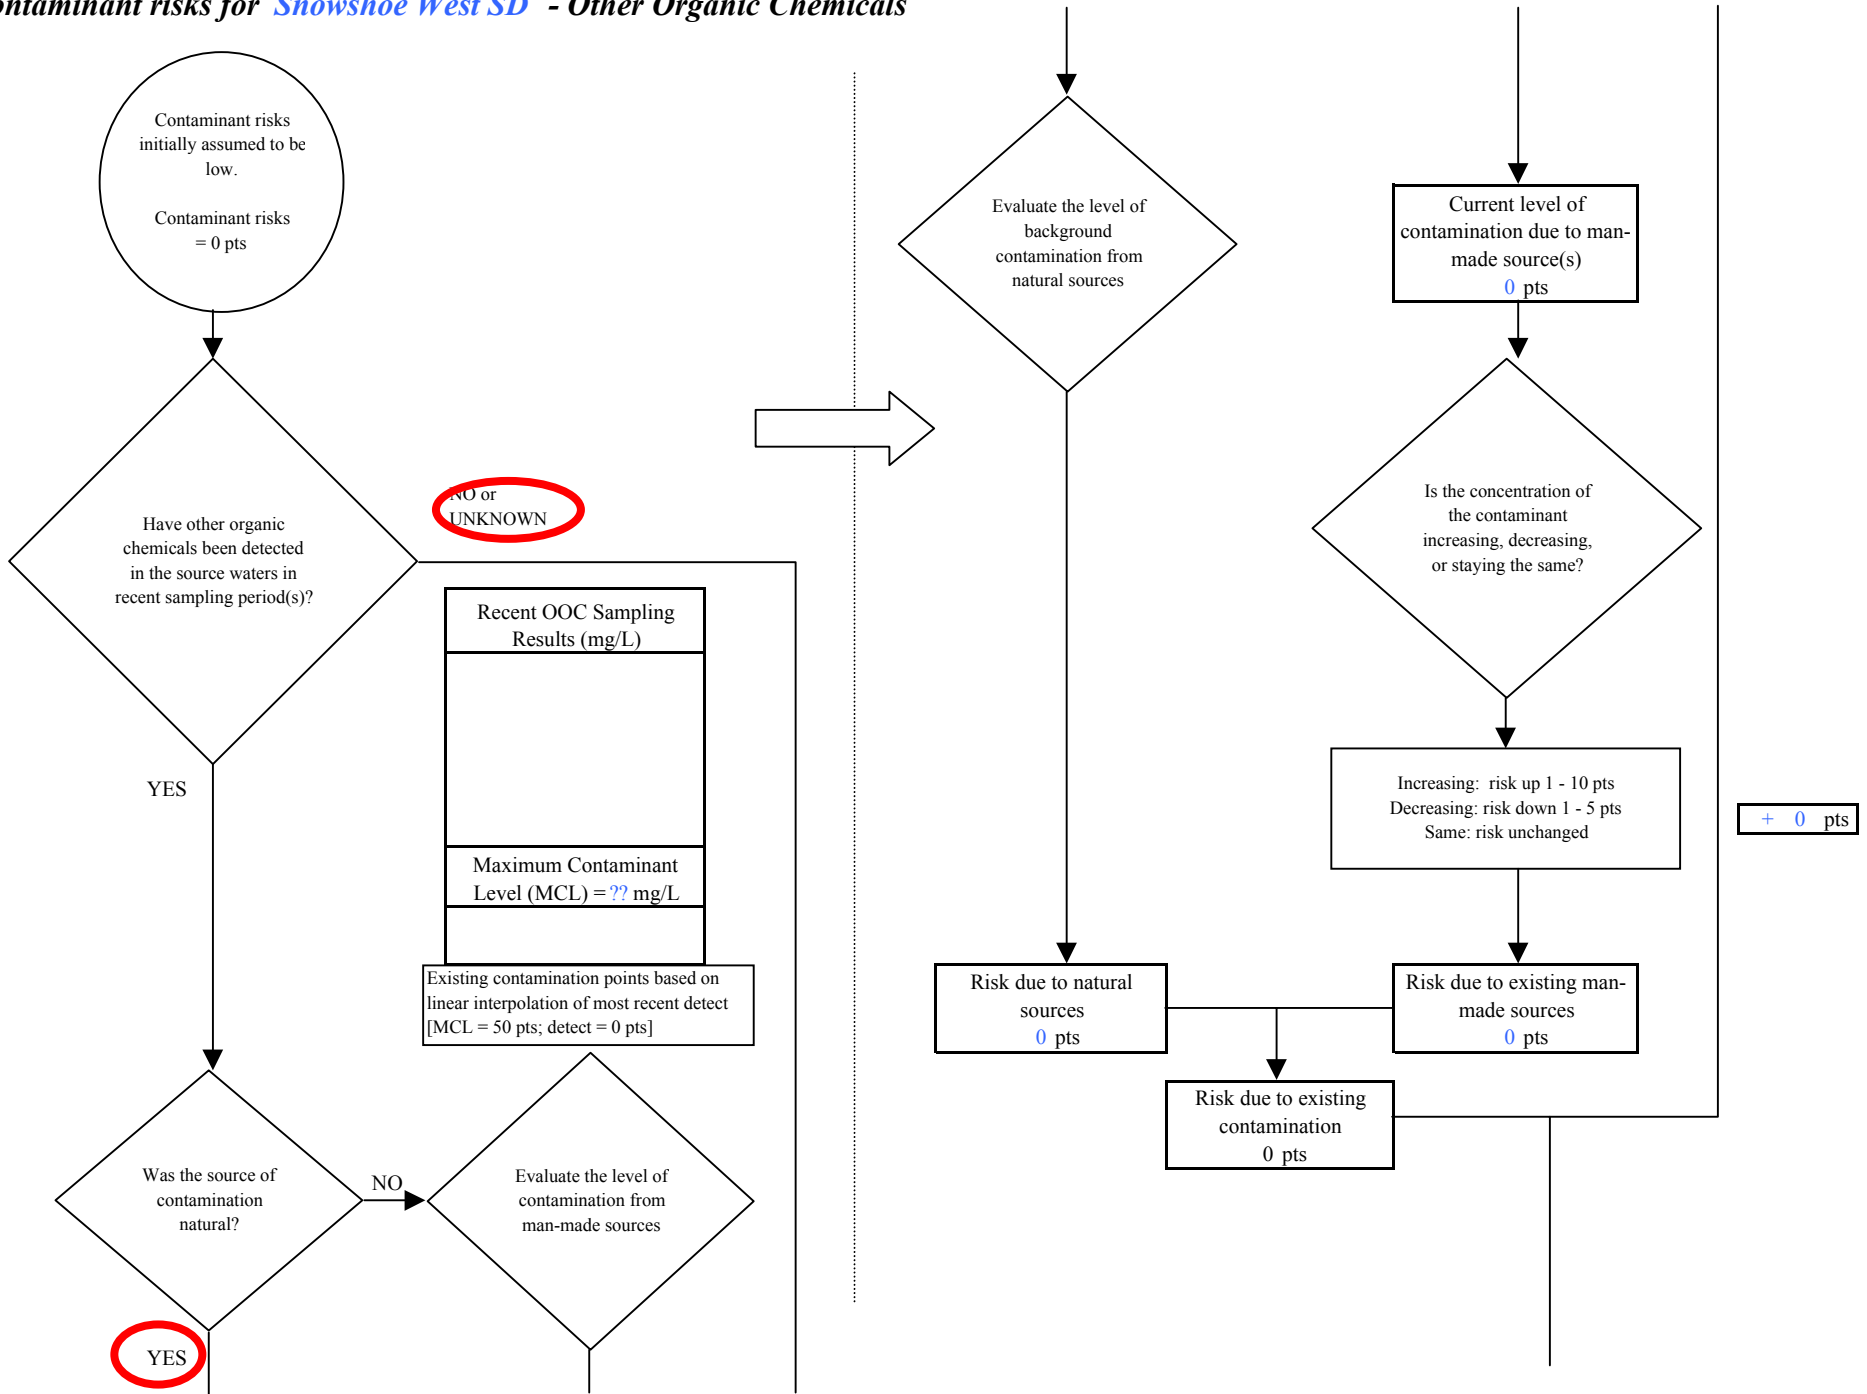 ontaminant risks for Snowshoe West SD - Other Organic Chemicals
Contaminant risks
initially assumed to be
low.
Contaminant risks
= 0 pts
Have other organic
chemicals been detected
in the source waters in
recent sampling period(s)?
NO or
UNKNOWN
YES
Recent OOC Sampling
Results (mg/L)
Maximum Contaminant
Level (MCL) = ?? mg/L
Existing contamination points based on
linear interpolation of most recent detect
[MCL = 50 pts; detect = 0 pts]
Was the source of
contamination
natural?
NO
YES
Evaluate the level of
contamination from
man-made sources
Evaluate the level of
background
contamination from
natural sources
Current level of
contamination due to man-
made source(s)
0 pts
Is the concentration of
the contaminant
increasing, decreasing,
or staying the same?
Increasing: risk up 1 - 10 pts
Decreasing: risk down 1 - 5 pts
Same: risk unchanged
+ 0 pts
Risk due to natural
sources
0 pts
Risk due to existing man-
made sources
0 pts
Risk due to existing
contamination
0 pts